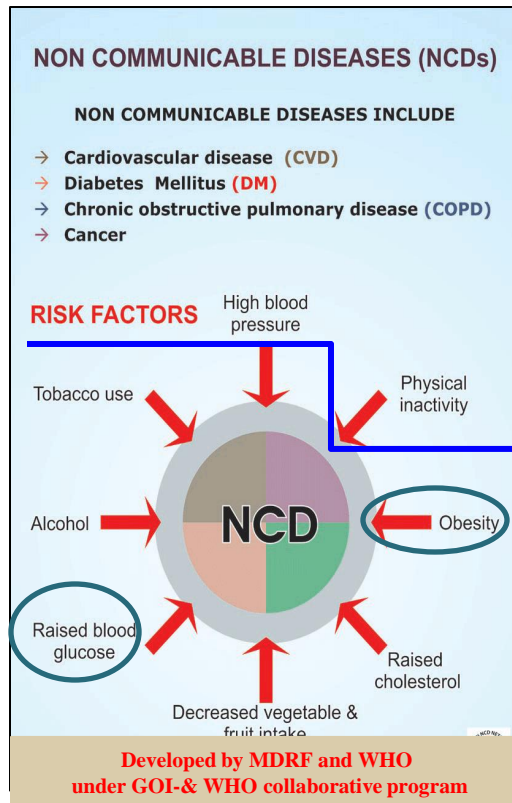 NON COMMUNICABLE DISEASES (NCDs)
NON COMMUNICABLE DISEASES INCLUDE
→ Cardiovascular disease (CVD)
→ Diabetes Mellitus (DM)
→ Chronic obstructive pulmonary disease (COPD)
→ Cancer
RISK FACTORS
High blood
pressure
Tobacco use
Physical
inactivity
Alcohol
NCD
Obesity
Raised blood
glucose
Raised
cholesterol
Decreased vegetable &
fruit intake
Developed by MDRF and WHO
under GOI-& WHO collaborative program